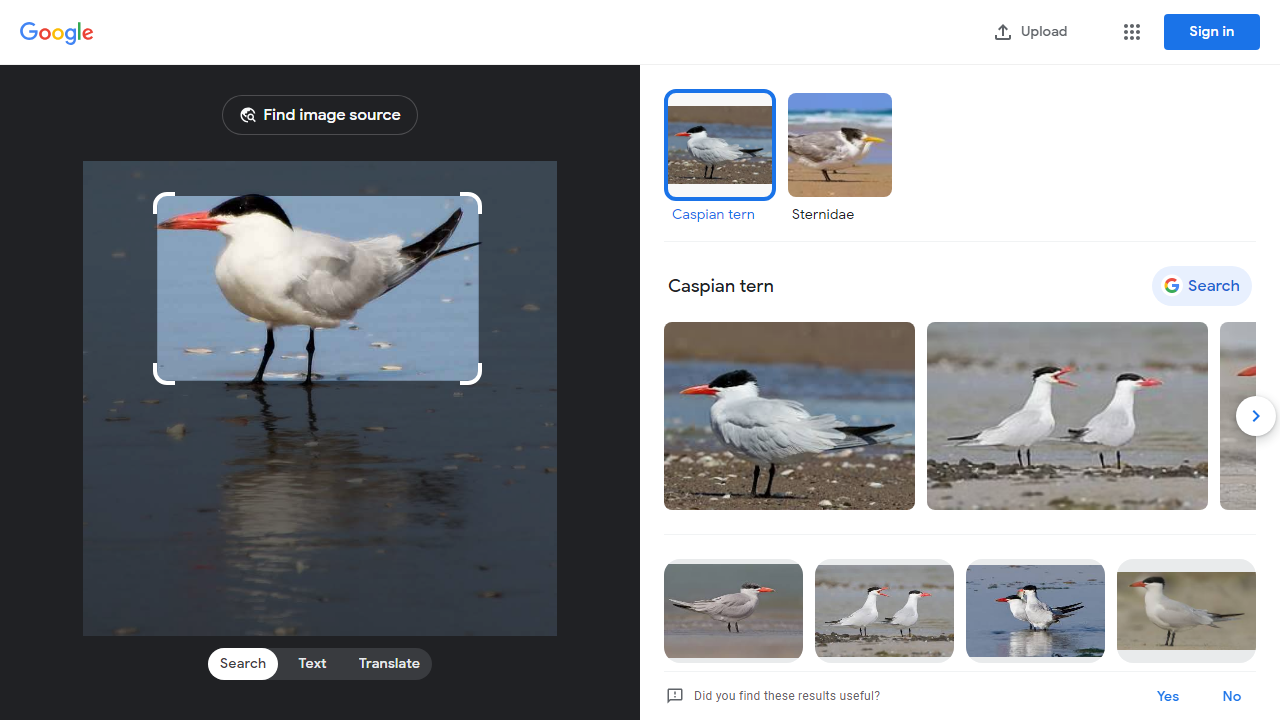 Google
Upload
Sign in
Find image source
Search
Text
Translate
Caspian tern
Sternidae
Caspian tern
Search
Did you find these results useful?
Yes
No